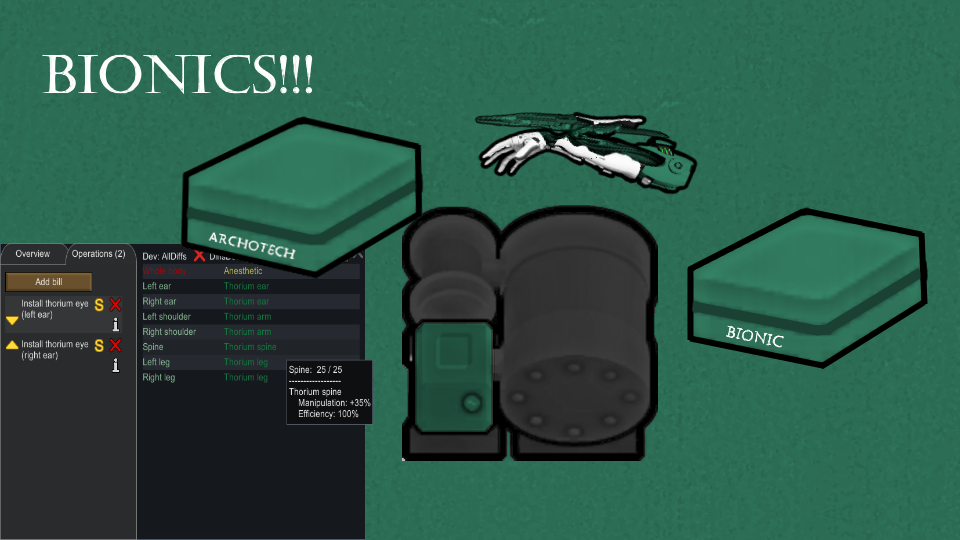 BIONICS!!!
ARCHOTECH
BIONIC
Overview
Operations (2)
Add bill
Install thorium eye
(left ear)
S
Install thorium eye
(right ear)
S
Dev: AllDiffs
Whole body Anesthetic
Left ear Thorium ear
Right ear Thorium ear
Left shoulder Thorium arm
Right shoulder Thorium arm
Spine Thorium spine
Left leg Thorium leg
Right leg Thorium leg
Spine: 25 / 25
------------------
Thorium spine
Manipulation: +35%
Efficiency: 100%